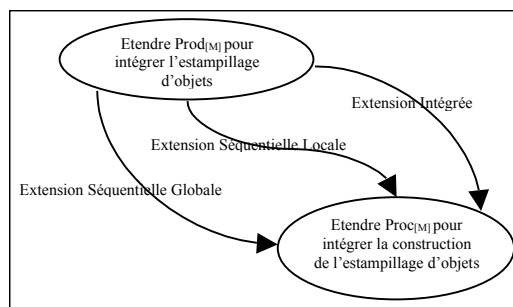 Etendre Prod[M] pour
intégrer l'estampillage
d'objets
Extension Intégrée
Extension Séquentielle Locale
Extension Séquentielle Globale
Etendre Proc[M] pour
intégrer la construction
de l'estampillage d'objets